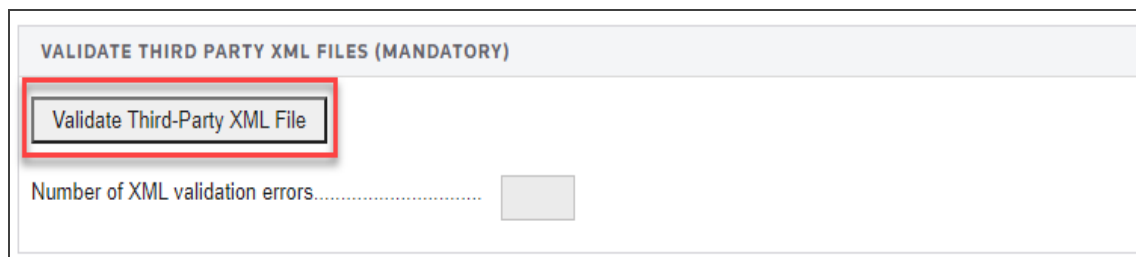 VALIDATE THIRD PARTY XML FILES (MANDATORY)
Validate Third-Party XML File
Number of XML validation errors...............................